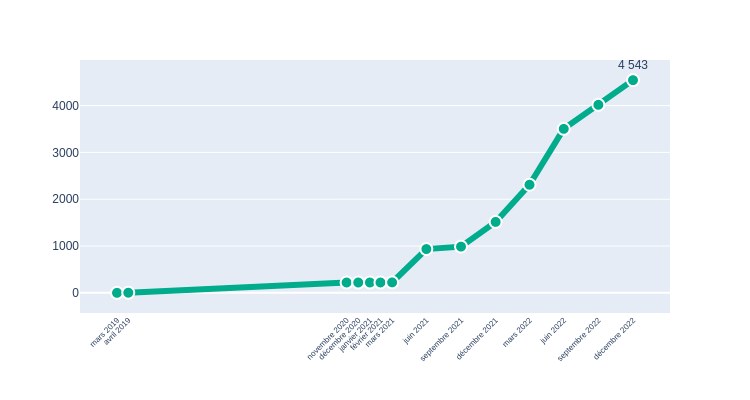 4 543
4000
3000
2000
1000
0
mars 2019
avril 2019
novembre 2020
décembre 2020
janvier 2021
février 2021
mars 2021
juin 2021
septembre 2021
décembre 2021
mars 2022
juin 2022
septembre 2022
décembre 2022